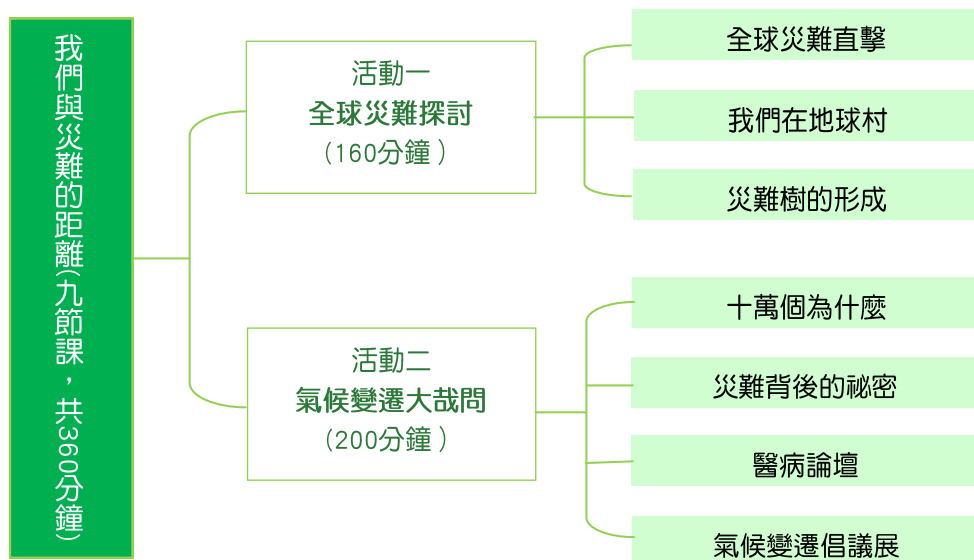 我們與災難的距離(九節課，共360分鐘)
活動一
全球災難探討
(160分鐘)
全球災難直擊
我們在地球村
災難樹的形成
活動二
氣候變遷大哉問
(200分鐘)
十萬個為什麼
災難背後的祕密
醫病論壇
氣候變遷倡議展